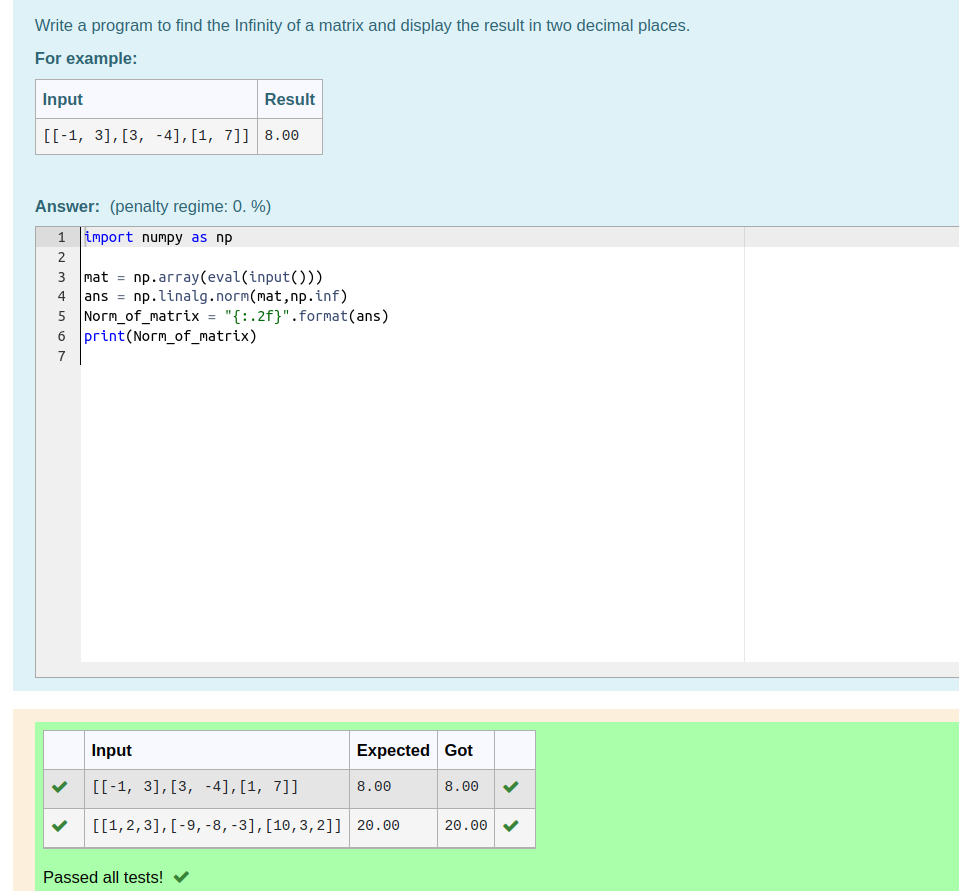 Write a program to find the Infinity of a matrix and display the result in two decimal places.
For example:
Input Result
[[-1, 3],[3, -4],[1, 7]] 8.00
Answer: (penalty regime: 0. %)
1 import numpy as np
2
3 mat = np.array(eval(input()))
4 ans = np.linalg.norm(mat,np.inf)
5 Norm_of_matrix = "{:.2f}".format(ans)
6 print(Norm_of_matrix)
7
Input Expected Got
[[-1, 3],[3, -4],[1, 7]] 8.00 8.00
[[1,2,3],[-9,-8,-3],[10,3,2]] 20.00 20.00
Passed all tests!